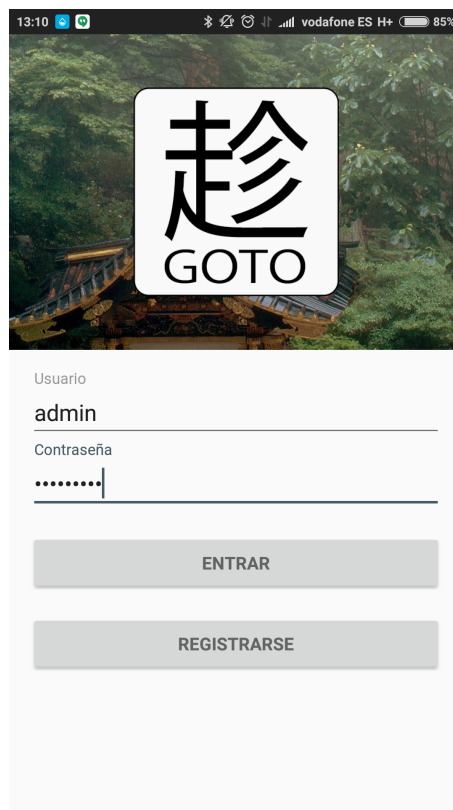 13:10 vodafone ES H+ 85%
趁
GOTO
Usuario
admin
Contraseña
•••••••••
ENTRAR
REGISTRARSE